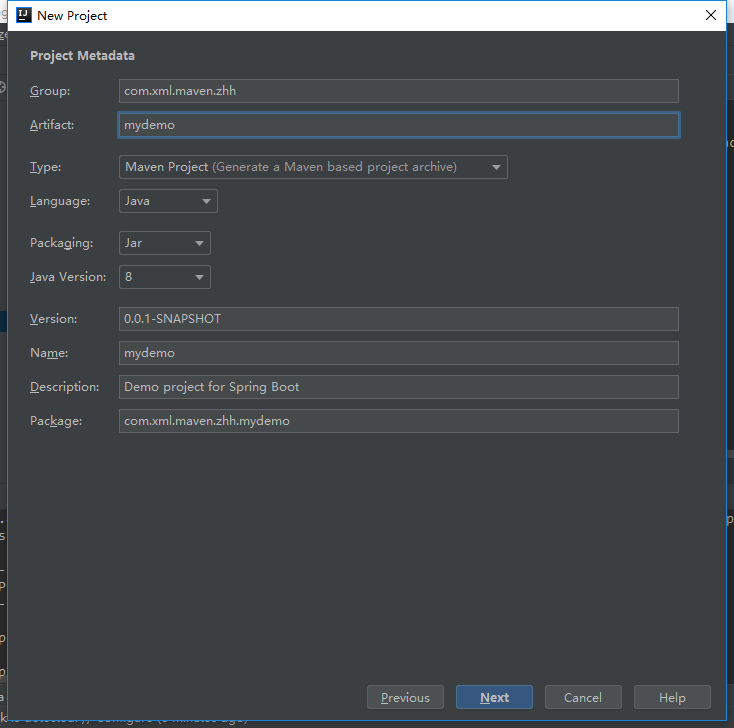 New Project
Project Metadata
Group: com.xml.maven.zhh
Artifact: mydemo
Type: Maven Project (Generate a Maven based project archive)
Language: Java
Packaging: Jar
Java Version: 8
Version: 0.0.1-SNAPSHOT
Name: mydemo
Description: Demo project for Spring Boot
Package: com.xml.maven.zhh.mydemo
Previous Next Cancel Help